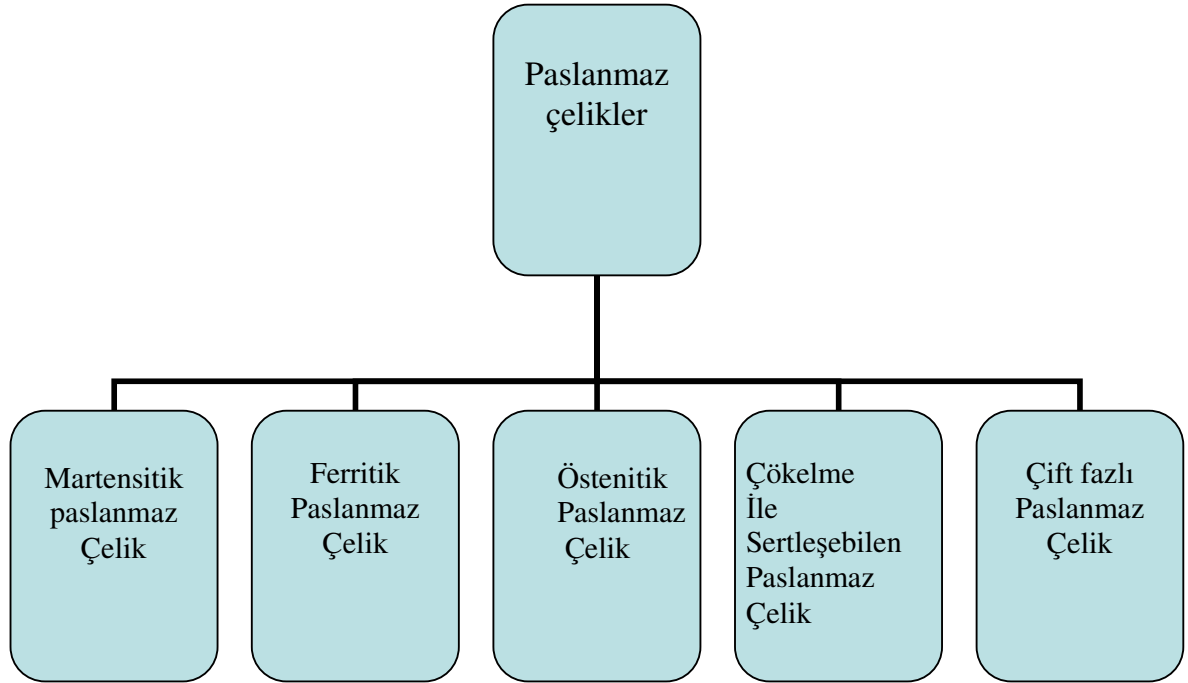 Paslanmaz
çelikler
Martensitik
paslanmaz
Çelik
Ferritik
Paslanmaz
Çelik
Östenitik
Paslanmaz
Çelik
Çökelme
İle
Sertleşebilen
Paslanmaz
Çelik
Çift fazlı
Paslanmaz
Çelik